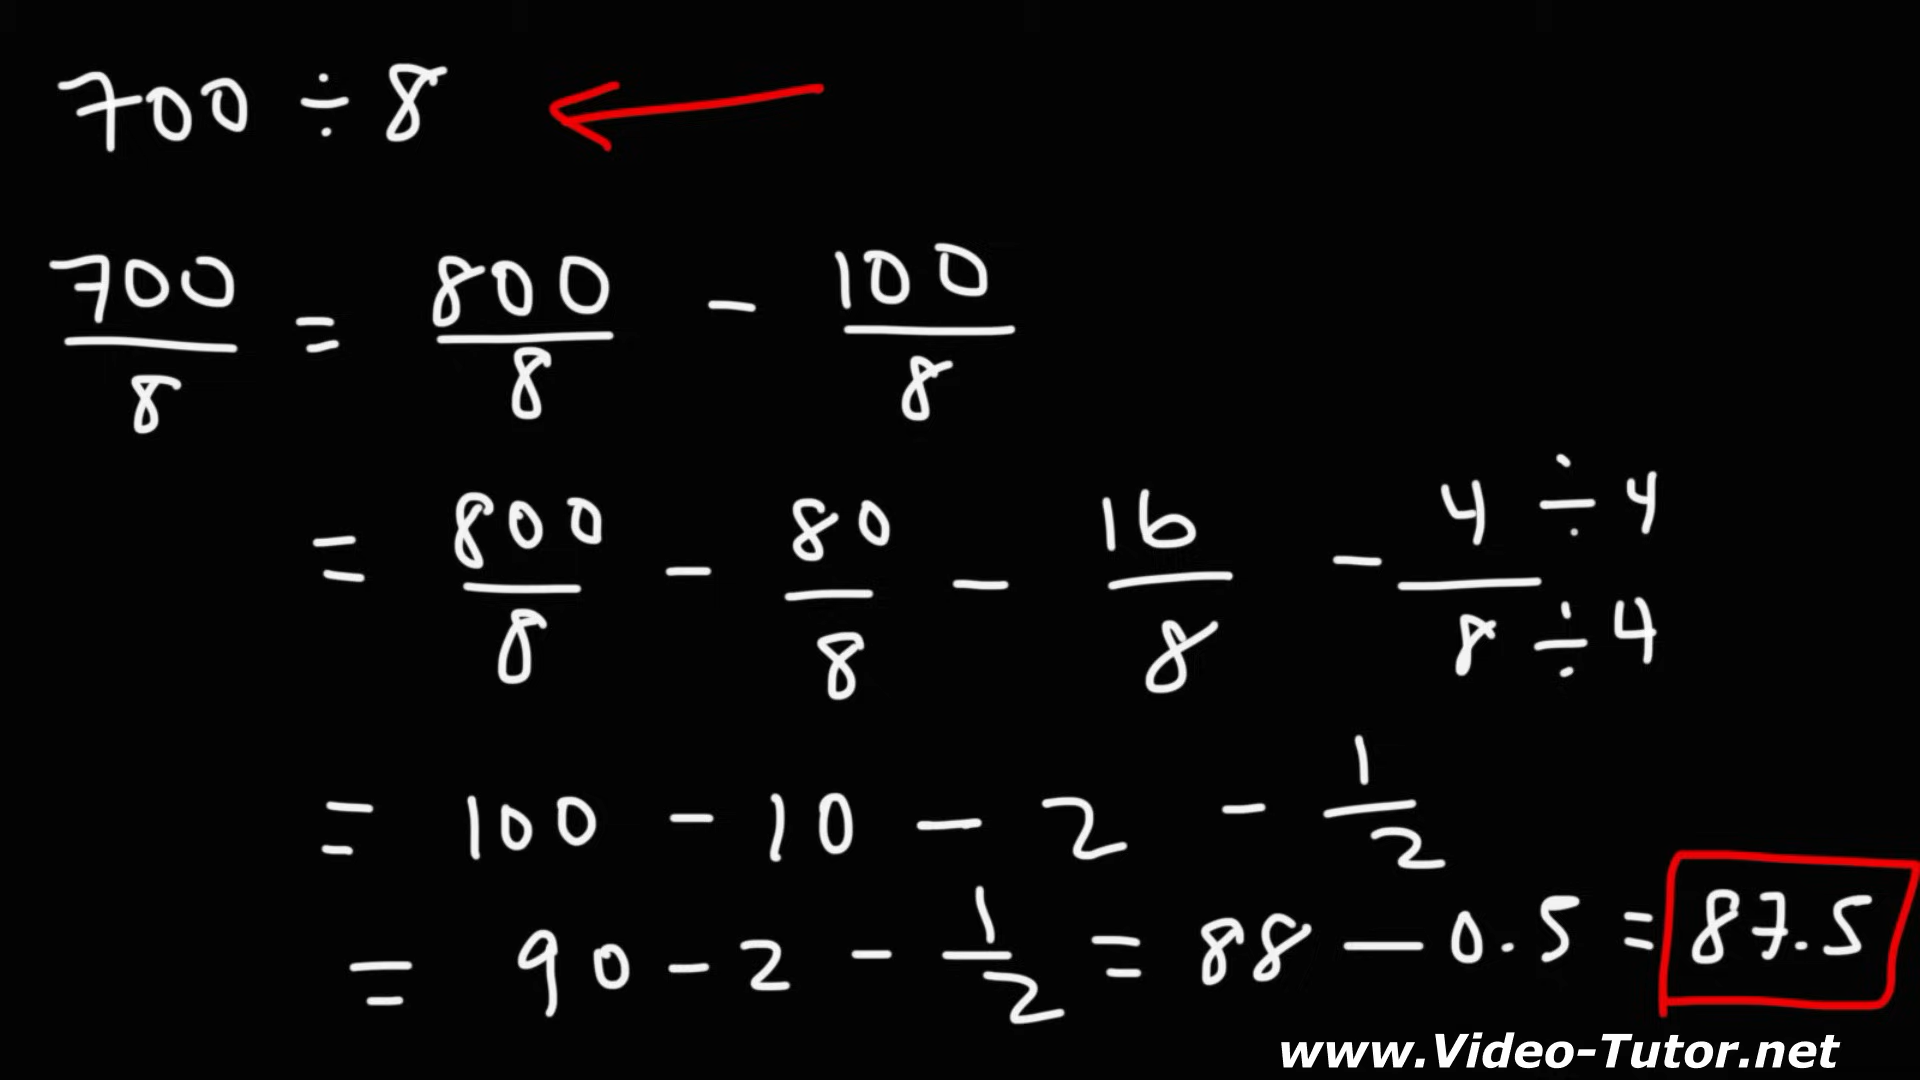 700 ÷ 8
700/8 = 800/8 - 100/8
= 800/8 - 80/8 - 16/8 - 4÷4/8÷4
= 100 - 10 - 2 - 1/2
= 90 - 2 - 1/2 = 88 - 0.5 = 87.5
www.Video-Tutor.net